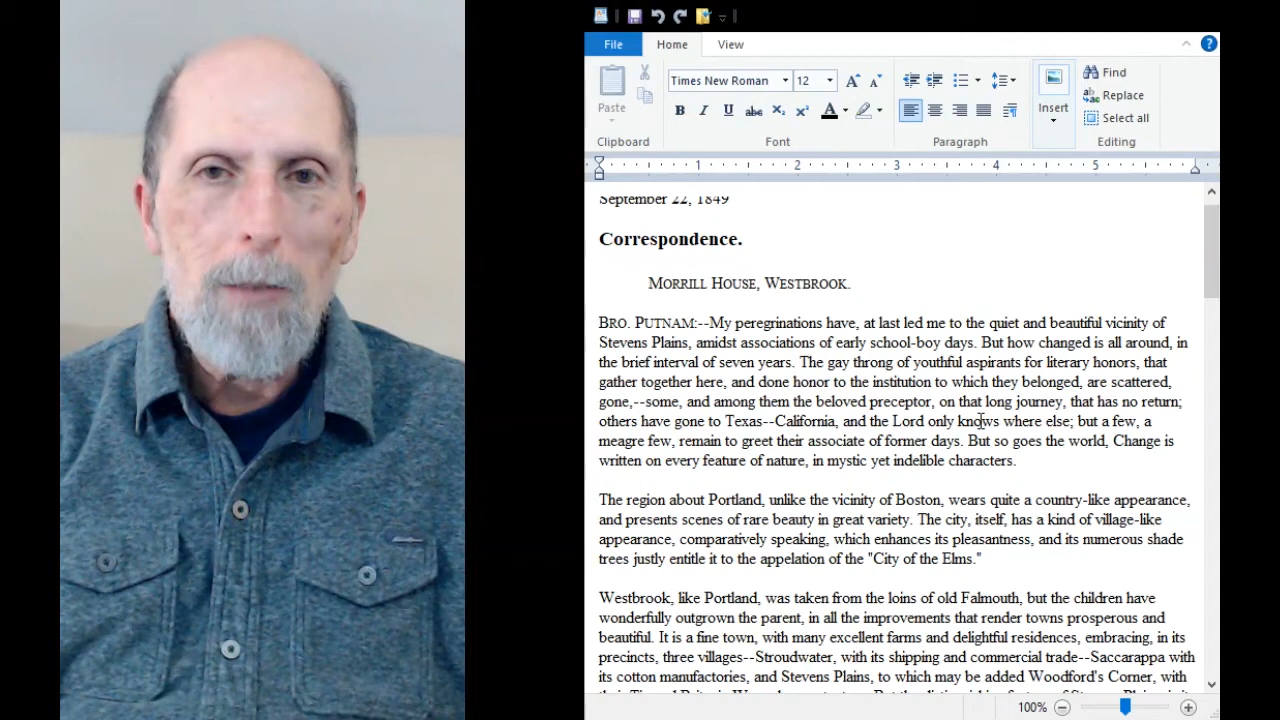 File Home View
Times New Roman 12
Find
Paste
Insert
Replace
B I U abc X₂ X² A
Select all
Clipboard Font Paragraph Editing
1 2 3 4 5
September 22, 1849
Correspondence.
MORRILL HOUSE, WESTBROOK.
BRO. PUTNAM:--My peregrinations have, at last led me to the quiet and beautiful vicinity of
Stevens Plains, amidst associations of early school-boy days. But how changed is all around, in
the brief interval of seven years. The gay throng of youthful aspirants for literary honors, that
gather together here, and done honor to the institution to which they belonged, are scattered,
gone,--some, and among them the beloved preceptor, on that long journey, that has no return;
others have gone to Texas--California, and the Lord only knows where else; but a few, a
meagre few, remain to greet their associate of former days. But so goes the world, Change is
written on every feature of nature, in mystic yet indelible characters.
The region about Portland, unlike the vicinity of Boston, wears quite a country-like appearance,
and presents scenes of rare beauty in great variety. The city, itself, has a kind of village-like
appearance, comparatively speaking, which enhances its pleasantness, and its numerous shade
trees justly entitle it to the appelation of the "City of the Elms."
Westbrook, like Portland, was taken from the loins of old Falmouth, but the children have
wonderfully outgrown the parent, in all the improvements that render towns prosperous and
beautiful. It is a fine town, with many excellent farms and delightful residences, embracing, in its
precincts, three villages--Stroudwater, with its shipping and commercial trade--Saccarappa with
its cotton manufactories, and Stevens Plains, to which may be added Woodford's Corner, with
100%